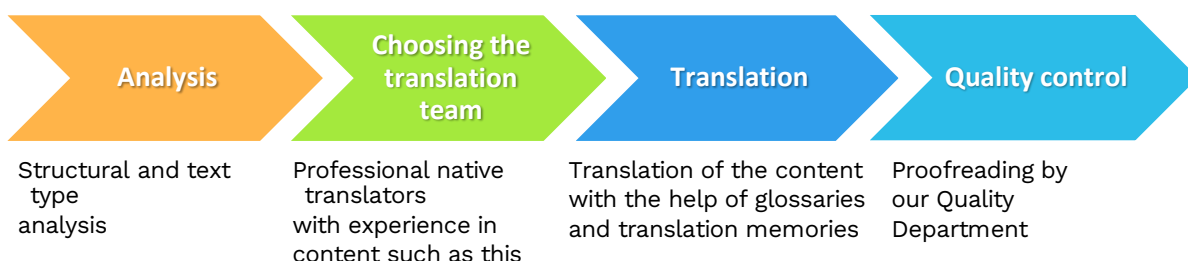 Analysis
Structural and text
type
analysis
Choosing the
translation
team
Professional native
translators
with experience in
content such as this
Translation
Translation of the content
with the help of glossaries
and translation memories
Quality control
Proofreading by
our Quality
Department